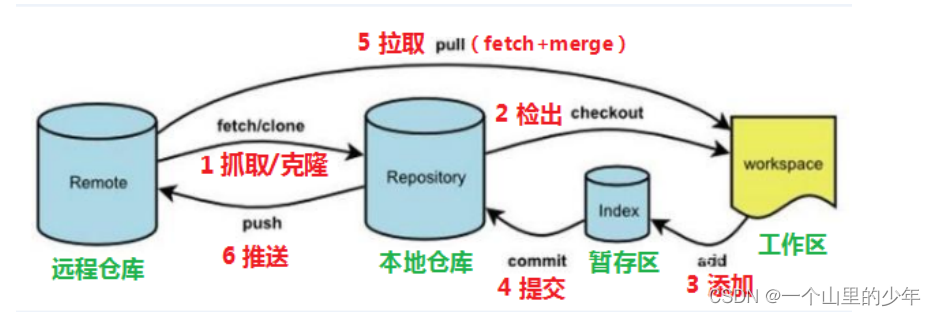 5 拉取 pull（fetch+merge）
fetch/clone
2 检出 checkout
1 抓取/克隆
Remote
Repository
workspace
Index
push
6 推送
远程仓库
本地仓库
commit
4 提交
暂存区
add
3 添加
工作区
CSDN @一个山里的少年